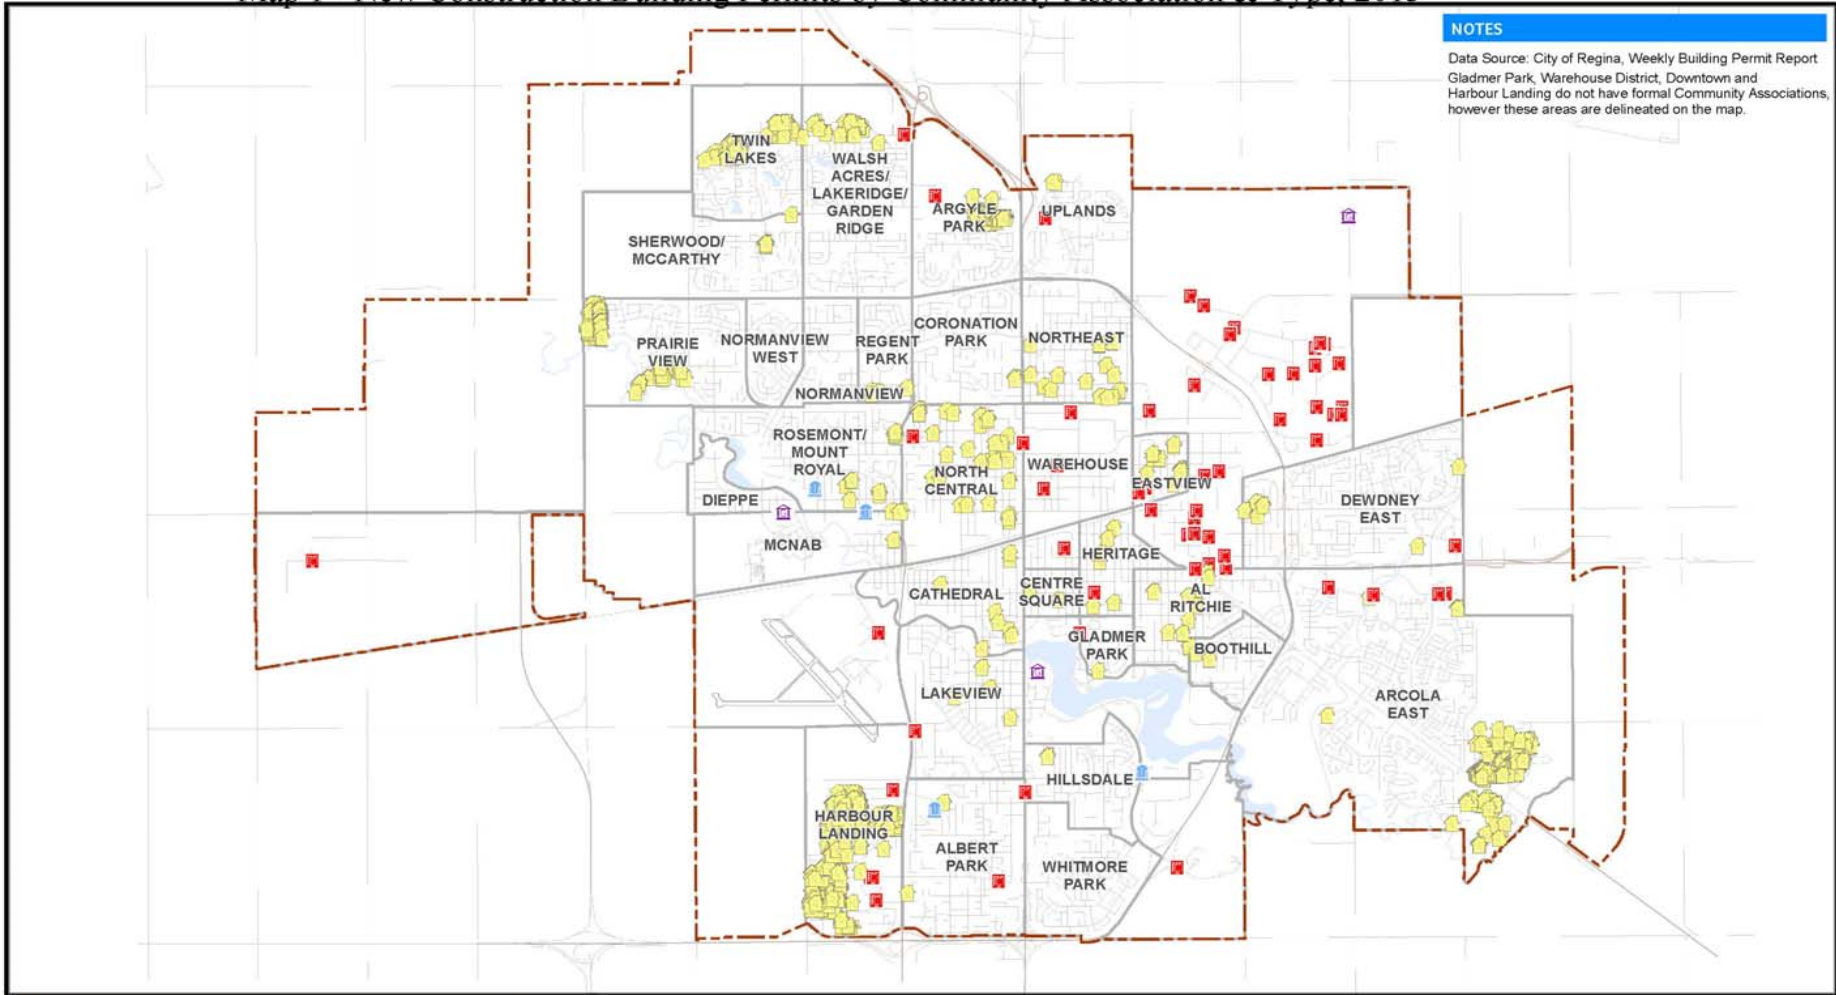 NOTES
Data Source: City of Regina, Weekly Building Permit Report
Gladmer Park, Warehouse District, Downtown and
Harbour Landing do not have formal Community Associations,
however these areas are delineated on the map.
TWIN
LAKES
WALSH
ACRES/
LAKERIDGE/
GARDEN
RIDGE
ARGYLE
PARK
UPLANDS
SHERWOOD/
MCCARTHY
PRAIRIE
VIEW
NORMANVIEW
WEST
REGENT
PARK
CORONATION
PARK
NORTHEAST
NORMANVIEW
ROSEMONT/
MOUNT
ROYAL
NORTH
CENTRAL
WAREHOUSE
EASTVIEW
DIEPPE
DEWDNEY
EAST
MCNAB
HERITAGE
CATHEDRAL
CENTRE
SQUARE
AL
RITCHIE
GLADMER
PARK
BOOTHILL
LAKEVIEW
ARCOLA
EAST
HILLSDALE
HARBOUR
LANDING
ALBERT
PARK
WHITMORE
PARK